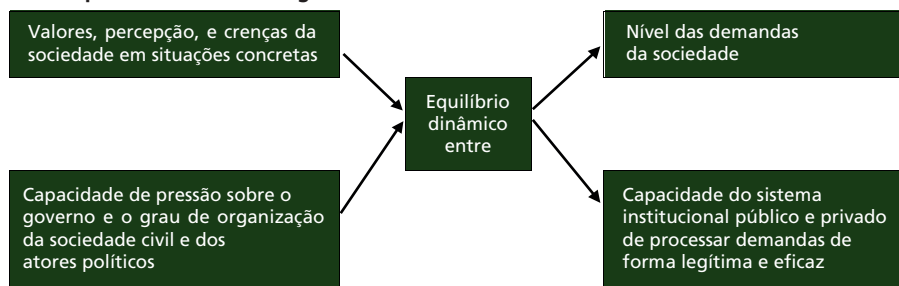 Valores, percepção, e crenças da
sociedade em situações concretas
Capacidade de pressão sobre o
governo e o grau de organização
da sociedade civil e dos
atores políticos
Equilíbrio
dinâmico
entre
Nível das demandas
da sociedade
Capacidade do sistema
institucional público e privado
de processar demandas de
forma legítima e eficaz